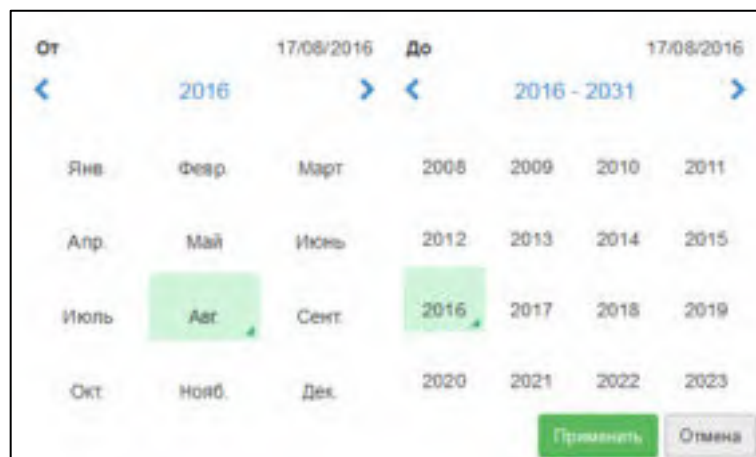 От 17/08/2016
2016
Янв. Февр. Март
Апр. Май Июнь
Июль Авг. Сент.
Окт. Нояб. Дек.
До 17/08/2016
2016 - 2031
2008 2009 2010 2011
2012 2013 2014 2015
2016 2017 2018 2019
2020 2021 2022 2023
Применить Отмена